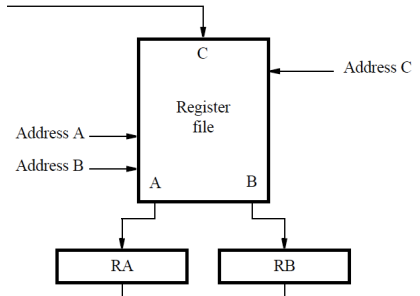 C
Address C
Register
file
Address A
Address B
A
B
RA
RB